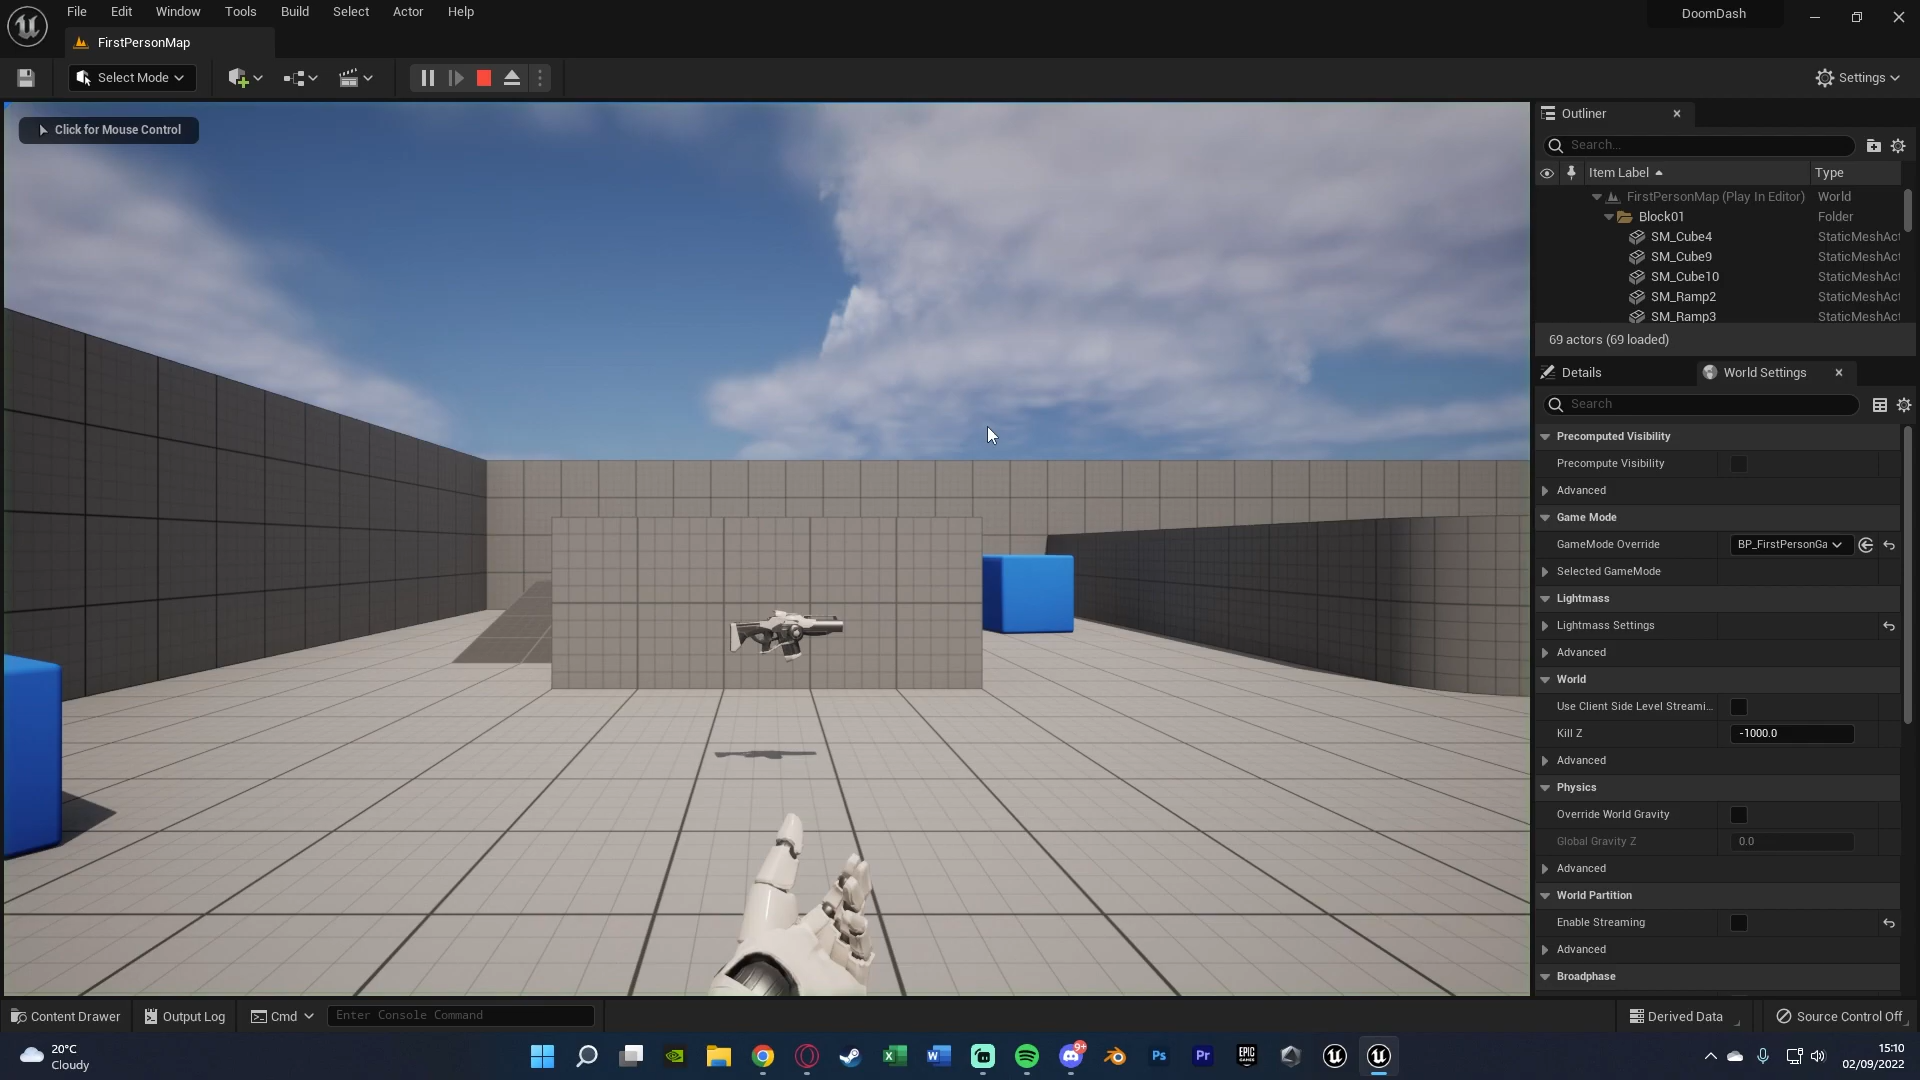 File Edit Window Tools Build Select Actor Help
DoomDash
FirstPersonMap
Select Mode
Settings
Click for Mouse Control
Outliner
Search...
Item Label Type
FirstPersonMap (Play In Editor) World
Block01 Folder
SM_Cube4 StaticMeshAct
SM_Cube9 StaticMeshAct
SM_Cube10 StaticMeshAct
SM_Ramp2 StaticMeshAct
SM_Ramp3 StaticMeshAct
69 actors (69 loaded)
Details World Settings
Search
Precomputed Visibility
Precompute Visibility
Advanced
Game Mode
GameMode Override BP_FirstPersonGa
Selected GameMode
Lightmass
Lightmass Settings
Advanced
World
Use Client Side Level Streami...
Kill Z -1000.0
Advanced
Physics
Override World Gravity
Global Gravity Z 0.0
Advanced
World Partition
Enable Streaming
Advanced
Broadphase
Content Drawer Output Log Cmd Enter Console Command Derived Data Source Control Off
20°C
Cloudy
9+
Ps
Pr
EPIC
GAMES
15:10
02/09/2022